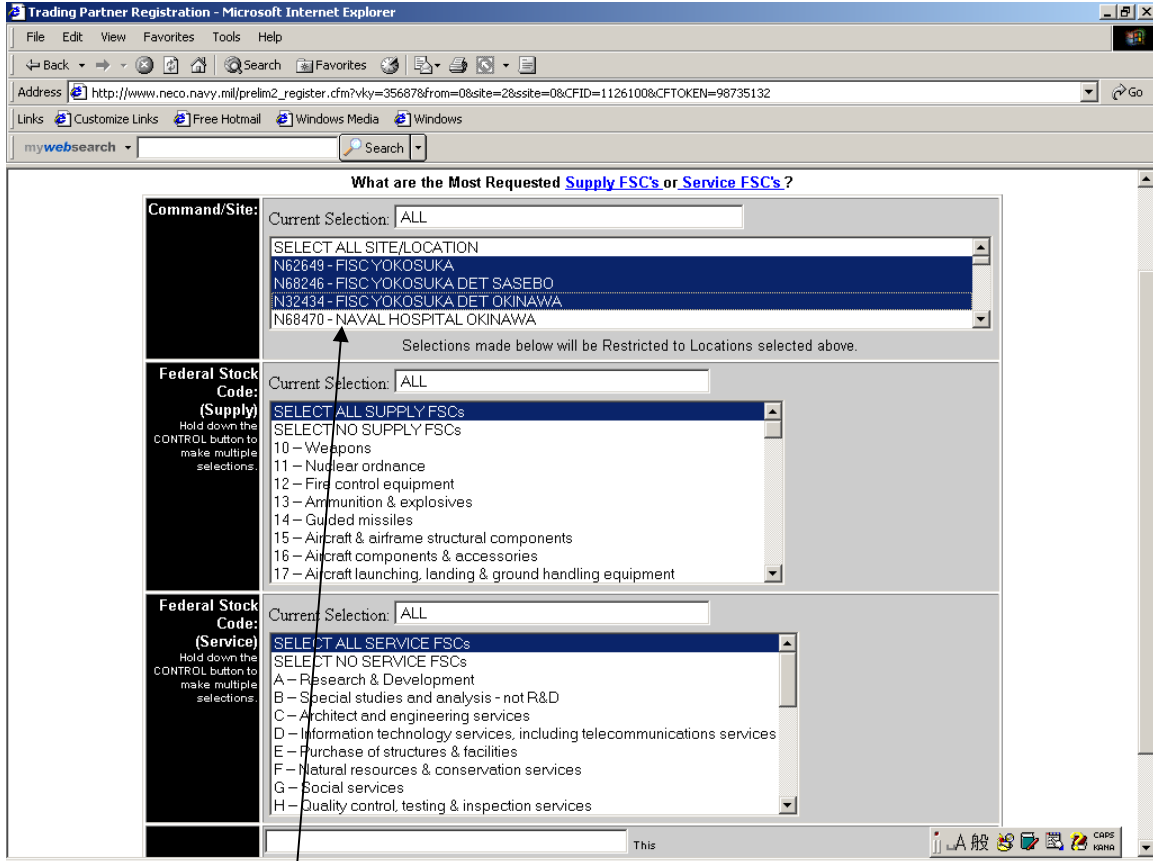 Trading Partner Registration - Microsoft Internet Explorer
File Edit View Favorites Tools Help
Back Search Favorites
Address http://www.neco.navy.mil/prelim2_register.cfm?vky=35687&from=0&site=2&ssite=0&CFID=1126100&CFTOKEN=98735132 Go
Links Customize Links Free Hotmail Windows Media Windows
mywebsearch Search
What are the Most Requested Supply FSC's or Service FSC's ?
Command/Site:
Current Selection: ALL
SELECT ALL SITE/LOCATION
N62649 - FISC YOKOSUKA
N68246 - FISC YOKOSUKA DET SASEBO
N32434 - FISC YOKOSUKA DET OKINAWA
N68470 - NAVAL HOSPITAL OKINAWA
Selections made below will be Restricted to Locations selected above.
Federal Stock
Code:
(Supply)
Hold down the
CONTROL button to
make multiple
selections.
Current Selection: ALL
SELECT ALL SUPPLY FSCs
SELECT NO SUPPLY FSCs
10 – Weapons
11 – Nuclear ordnance
12 – Fire control equipment
13 – Ammunition & explosives
14 – Guided missiles
15 – Aircraft & airframe structural components
16 – Aircraft components & accessories
17 – Aircraft launching, landing & ground handling equipment
Federal Stock
Code:
(Service)
Hold down the
CONTROL button to
make multiple
selections.
Current Selection: ALL
SELECT ALL SERVICE FSCs
SELECT NO SERVICE FSCs
A – Research & Development
B – Special studies and analysis - not R&D
C – Architect and engineering services
D – Information technology services, including telecommunications services
E – Purchase of structures & facilities
F – Natural resources & conservation services
G – Social services
H – Quality control, testing & inspection services
This
A 般 CAPS
KANA